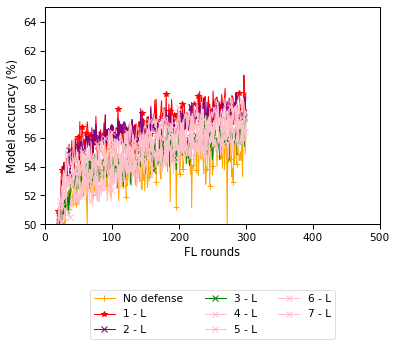 64
62
60
58
56
54
52
50
Model accuracy (%)
0 100 200 300 400 500
FL rounds
No defense 3 - L 6 - L
1 - L 4 - L 7 - L
2 - L 5 - L